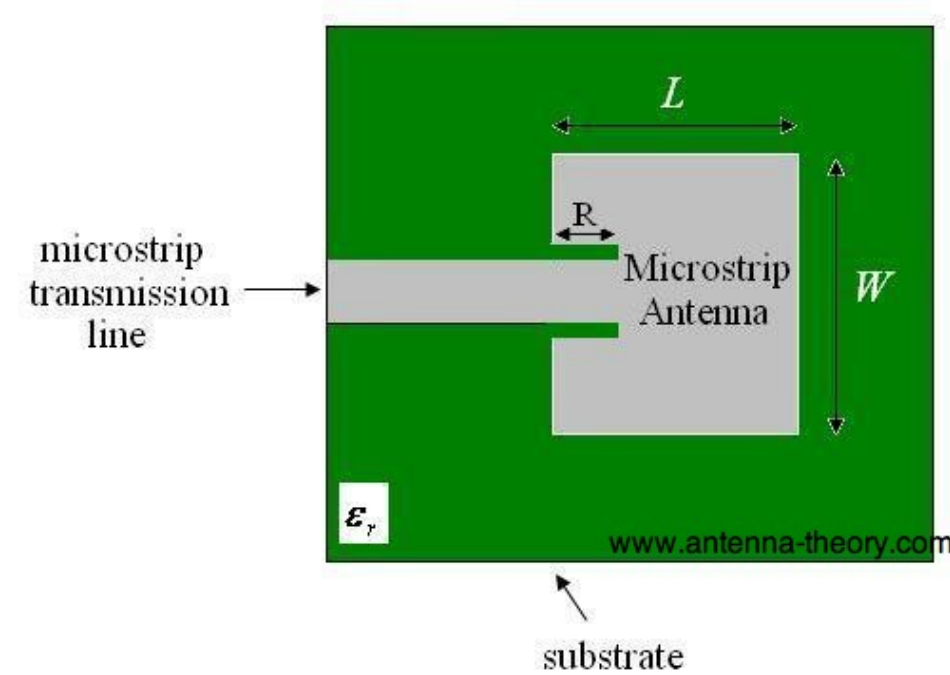 L
R
microstrip
transmission
line
Microstrip
Antenna
W
εr
www.antenna-theory.com
substrate